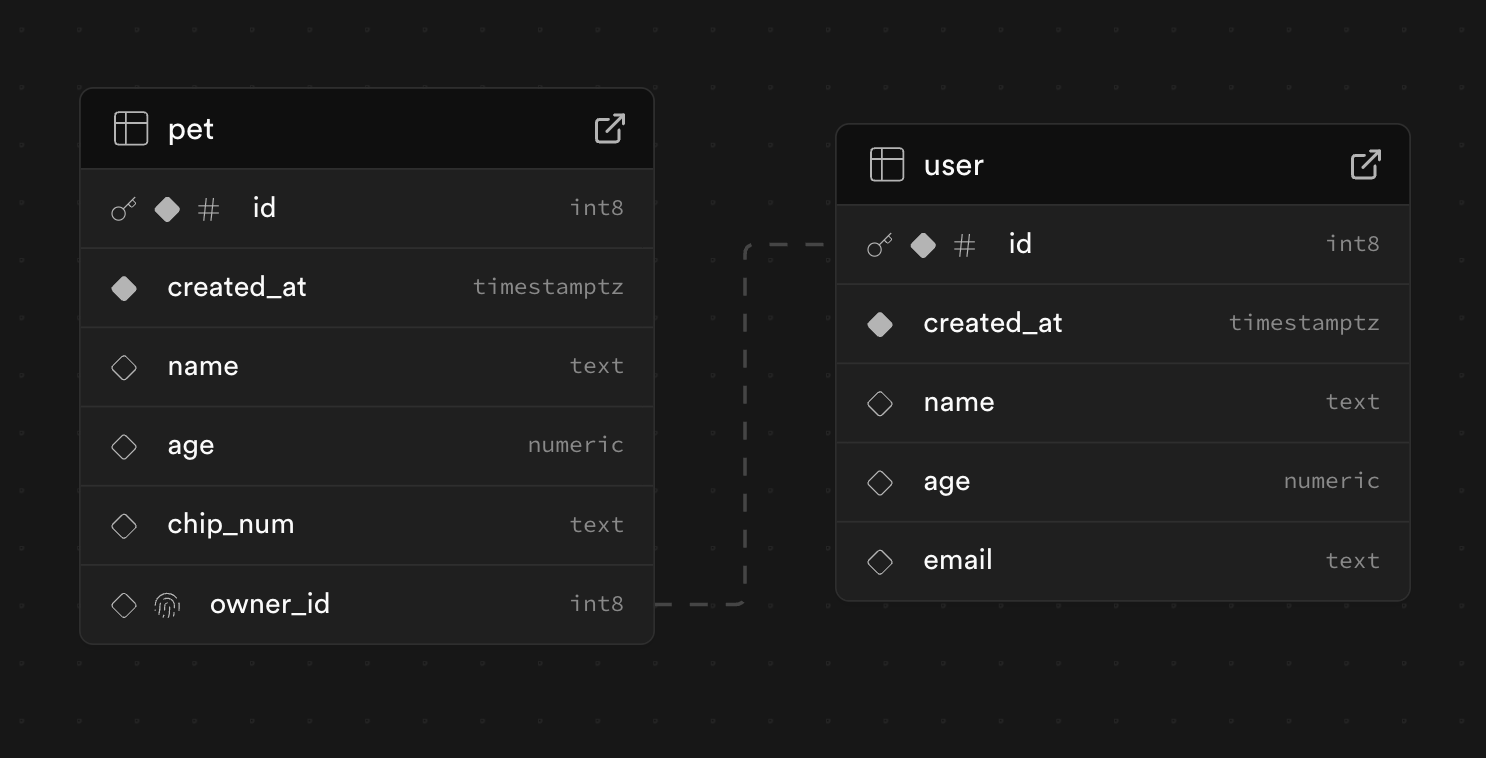 pet
id int8
created_at timestamptz
name text
age numeric
chip_num text
owner_id int8
user
id int8
created_at timestamptz
name text
age numeric
email text